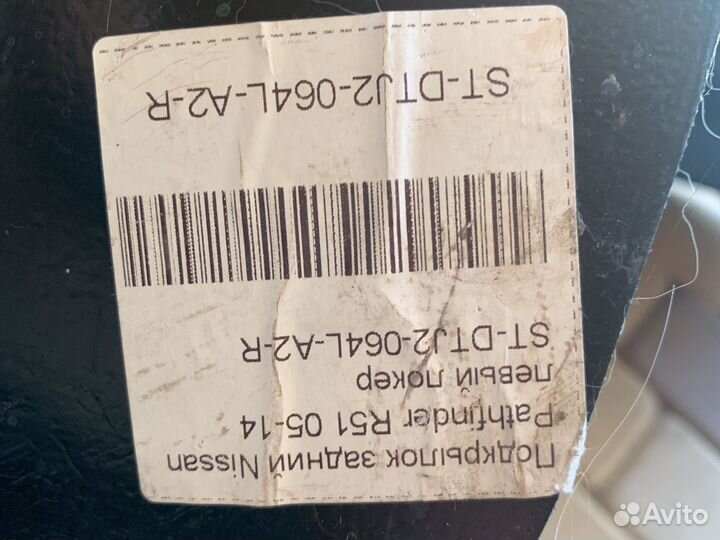 Подкрылок задний Nissan
Pathfinder R51 05-14
левый локер
ST-DTJ2-064L-A2-R
ST-DTJ2-064L-A2-R
Avito